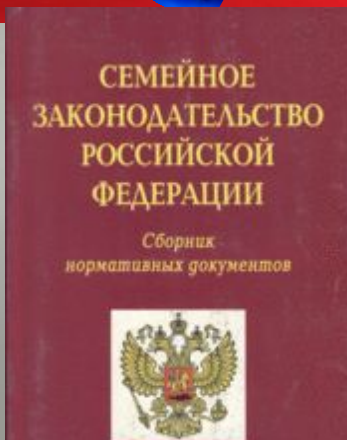 СЕМЕЙНОЕ
ЗАКОНОДАТЕЛЬСТВО
РОССИЙСКОЙ
ФЕДЕРАЦИИ
Сборник
нормативных документов